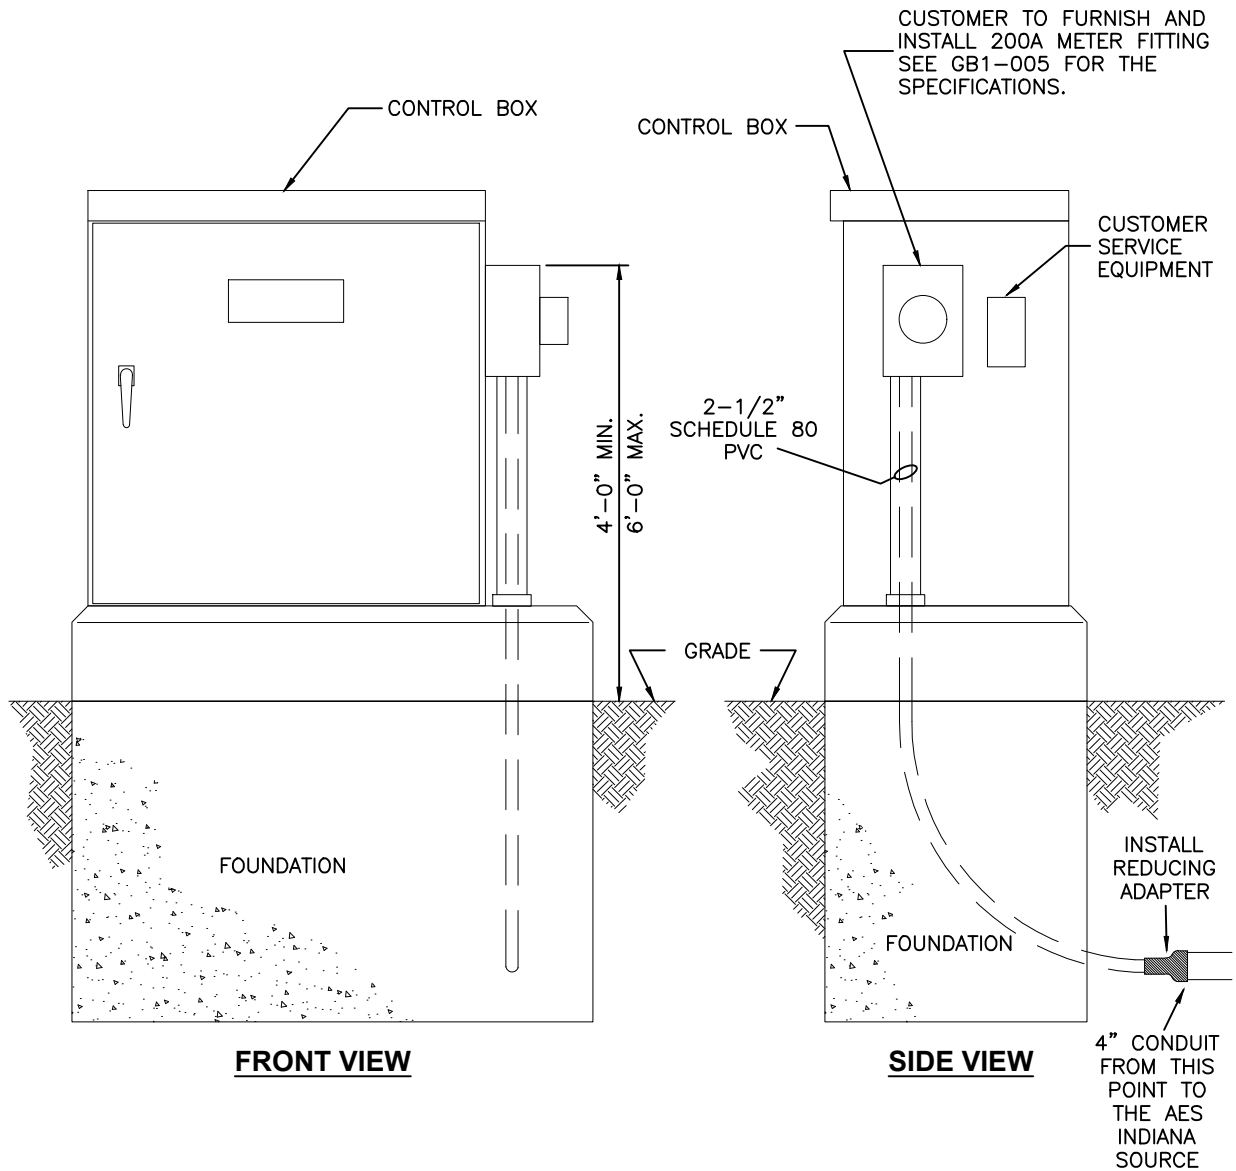 CUSTOMER TO FURNISH AND
INSTALL 200A METER FITTING
SEE GB1-005 FOR THE
SPECIFICATIONS.
CONTROL BOX
CONTROL BOX
CUSTOMER
SERVICE
EQUIPMENT
2-1/2"
SCHEDULE 80
PVC
4'-0" MIN.
6'-0" MAX.
GRADE
INSTALL
REDUCING
ADAPTER
FOUNDATION
FOUNDATION
FRONT VIEW
SIDE VIEW
4" CONDUIT
FROM THIS
POINT TO
THE AES
INDIANA
SOURCE